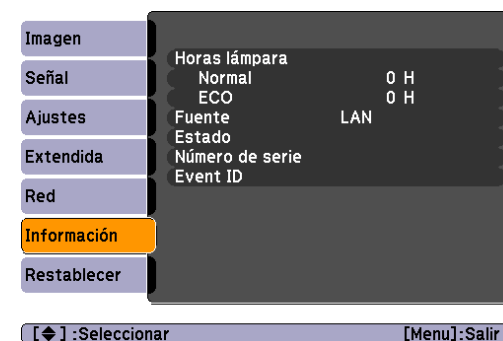 Imagen
Señal
Ajustes
Extendida
Red
Información
Restablecer
Horas lámpara
Normal 0 H
ECO 0 H
Fuente LAN
Estado
Número de serie
Event ID
[◆] :Seleccionar [Menu]:Salir